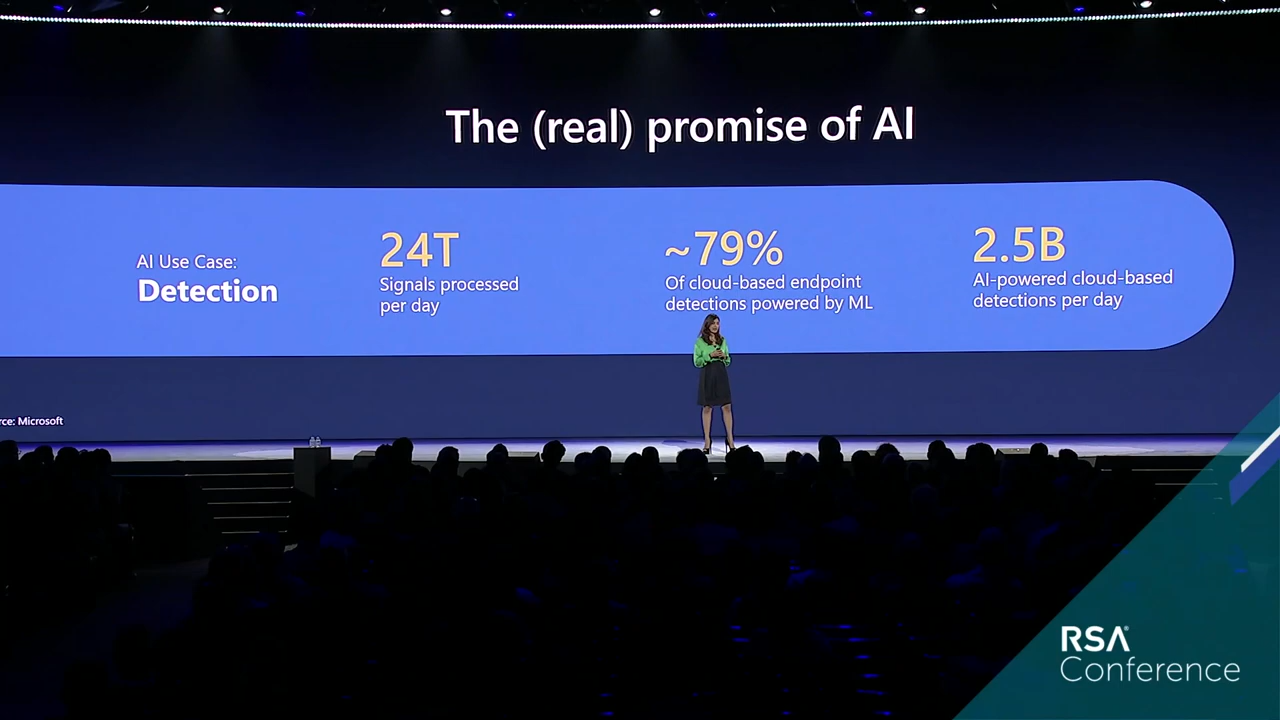 The (real) promise of AI
AI Use Case:
Detection
24T
Signals processed
per day
~79%
Of cloud-based endpoint
detections powered by ML
2.5B
AI-powered cloud-based
detections per day
rce: Microsoft
RSA®
Conference